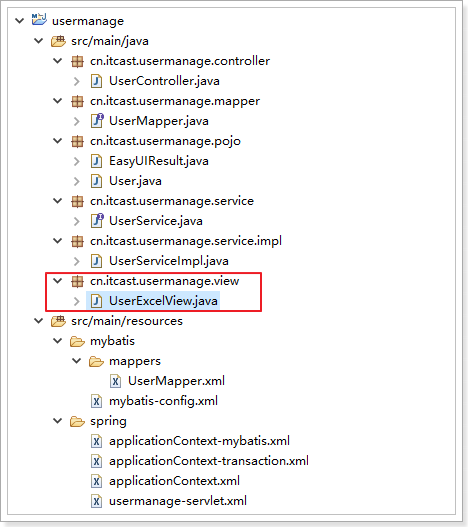 usermanage
src/main/java
cn.itcast.usermanage.controller
UserController.java
cn.itcast.usermanage.mapper
UserMapper.java
cn.itcast.usermanage.pojo
EasyUIResult.java
User.java
cn.itcast.usermanage.service
UserService.java
cn.itcast.usermanage.service.impl
UserServiceImpl.java
cn.itcast.usermanage.view
UserExcelView.java
src/main/resources
mybatis
mappers
UserMapper.xml
mybatis-config.xml
spring
applicationContext-mybatis.xml
applicationContext-transaction.xml
applicationContext.xml
usermanage-servlet.xml